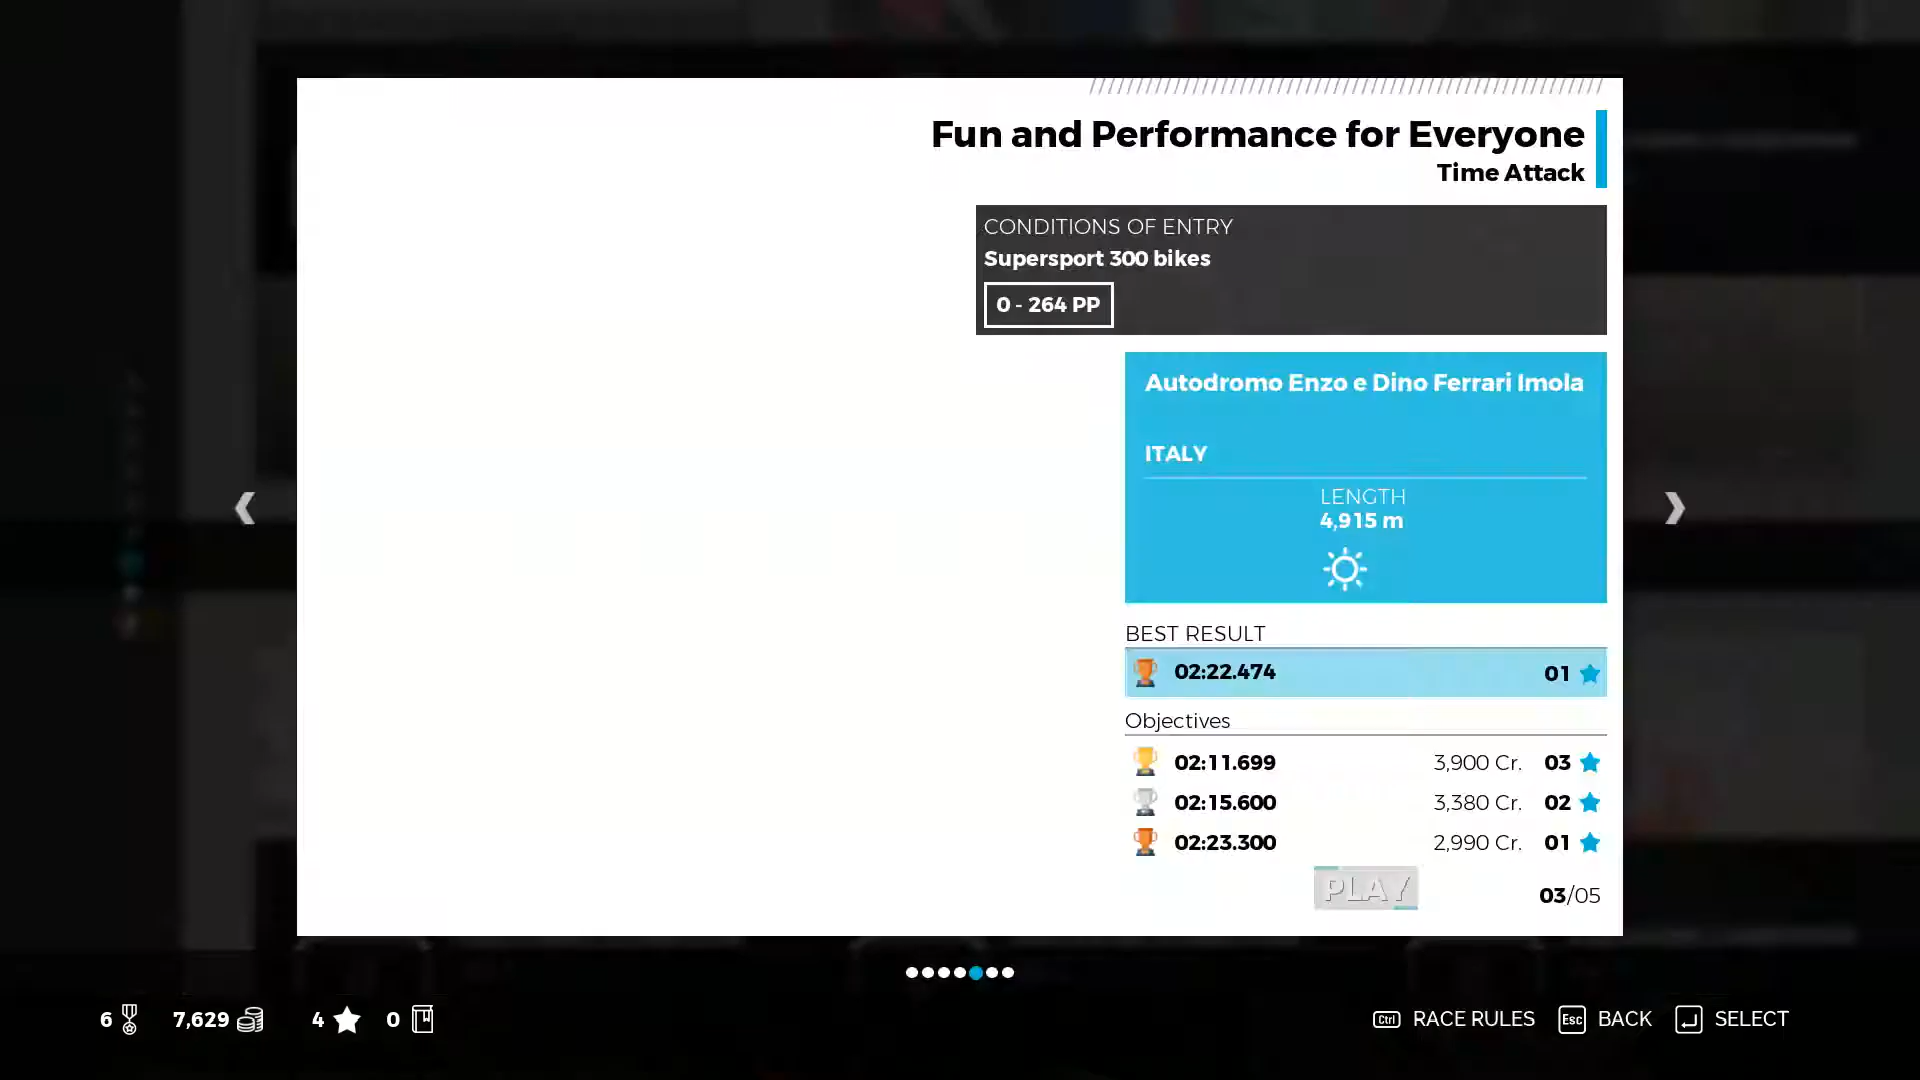 Fun and Performance for Everyone
Time Attack
CONDITIONS OF ENTRY
Supersport 300 bikes
0 - 264 PP
Autodromo Enzo e Dino Ferrari Imola
ITALY
LENGTH
4,915 m
BEST RESULT
02:22.474 01
Objectives
02:11.699 3,900 Cr. 03
02:15.600 3,380 Cr. 02
02:23.300 2,990 Cr. 01
PLAY
03/05
6 7,629 4 0
Ctrl RACE RULES Esc BACK SELECT